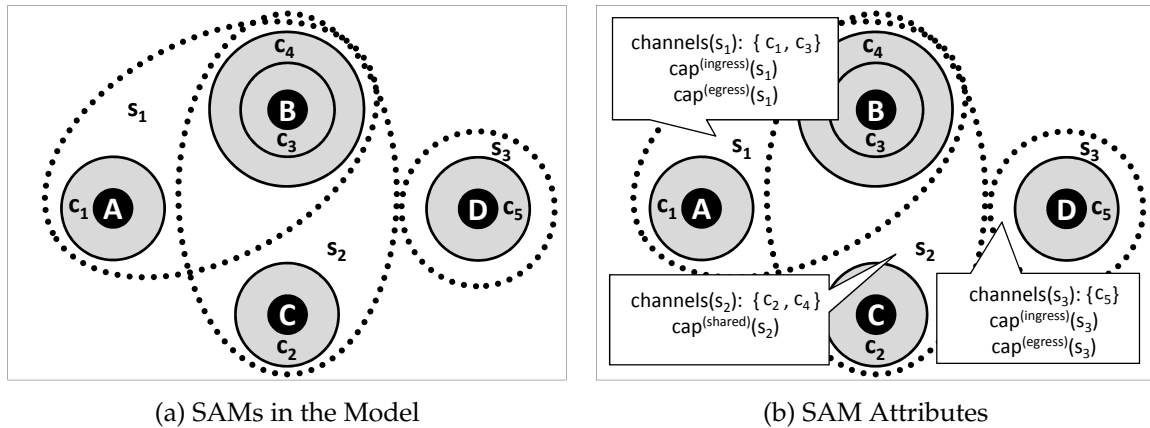 c₄
B
c₃
s₁
c₁
A
s₃
D
c₅
s₂
C
c₂
(a) SAMs in the Model
channels(s₁): { c₁ , c₃}
cap^(ingress)(s₁)
cap^(egress)(s₁)
c₄
B
c₃
s₁
c₁
A
s₃
D
c₅
s₂
channels(s₂): { c₂ , c₄}
cap^(shared)(s₂)
C
c₂
channels(s₃): {c₅}
cap^(ingress)(s₃)
cap^(egress)(s₃)
(b) SAM Attributes